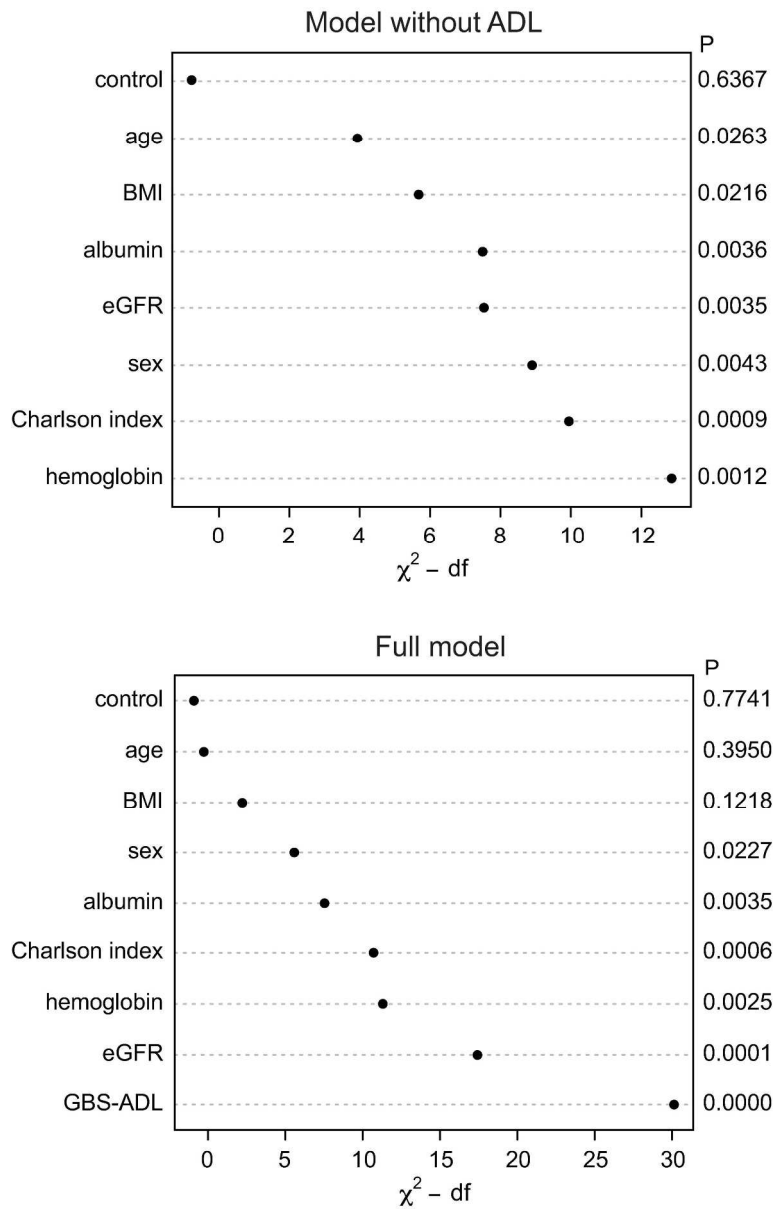 Model without ADL
P
control 0.6367
age 0.0263
BMI 0.0216
albumin 0.0036
eGFR 0.0035
sex 0.0043
Charlson index 0.0009
hemoglobin 0.0012
0 2 4 6 8 10 12
χ² – df
Full model
P
control 0.7741
age 0.3950
BMI 0.1218
sex 0.0227
albumin 0.0035
Charlson index 0.0006
hemoglobin 0.0025
eGFR 0.0001
GBS-ADL 0.0000
0 5 10 15 20 25 30
χ² – df